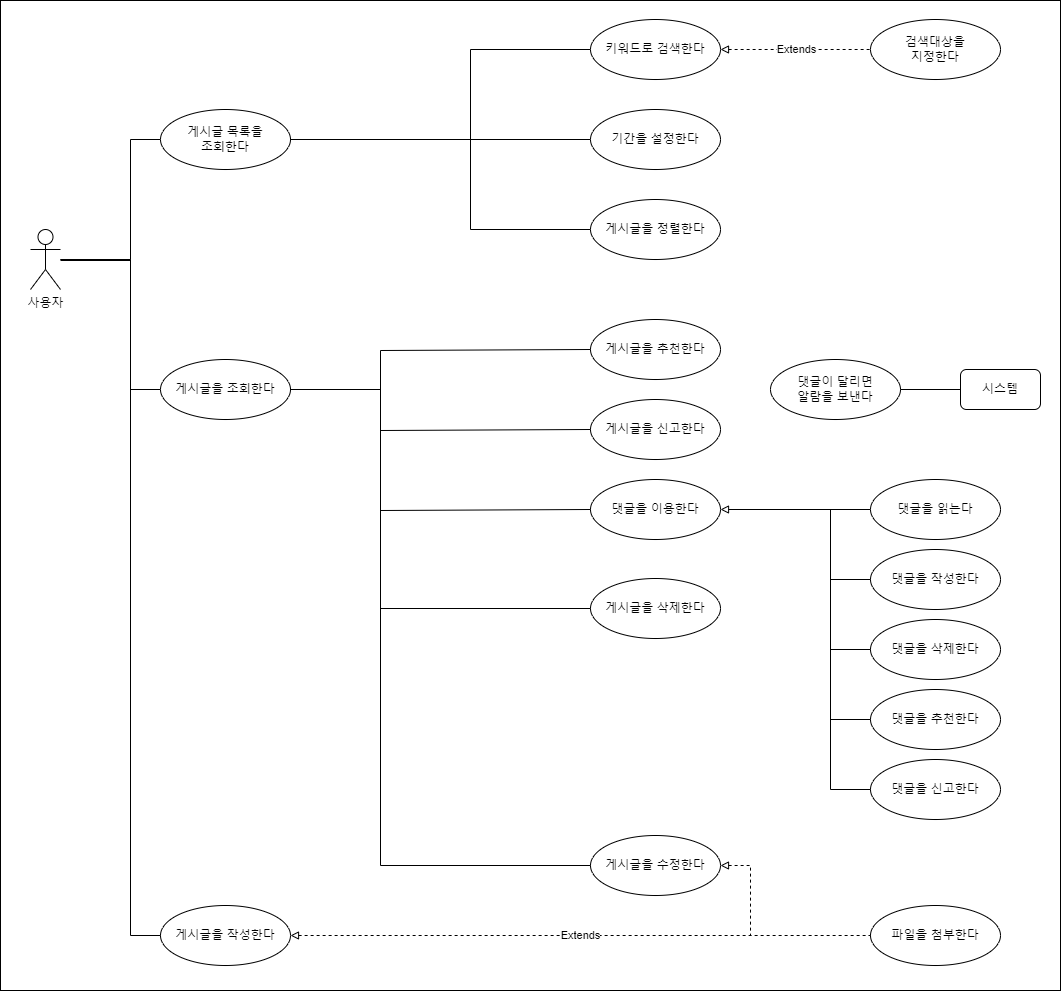 키워드로 검색한다
Extends
검색대상을
지정한다
게시글 목록을
조회한다
기간을 설정한다
게시글을 정렬한다
사용자
게시글을 추천한다
게시글을 조회한다
댓글이 달리면
알람을 보낸다
시스템
게시글을 신고한다
댓글을 이용한다
댓글을 읽는다
댓글을 작성한다
게시글을 삭제한다
댓글을 삭제한다
댓글을 추천한다
댓글을 신고한다
게시글을 수정한다
게시글을 작성한다
Extends
파일을 첨부한다